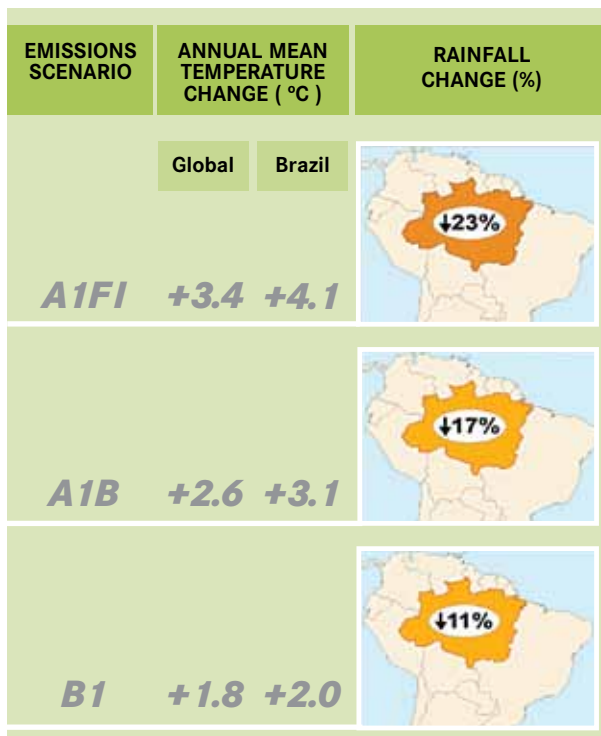 EMISSIONS
SCENARIO
ANNUAL MEAN
TEMPERATURE
CHANGE ( ºC )
RAINFALL
CHANGE (%)
Global Brazil
↓23%
A1FI +3.4 +4.1
↓17%
A1B +2.6 +3.1
↓11%
B1 +1.8 +2.0